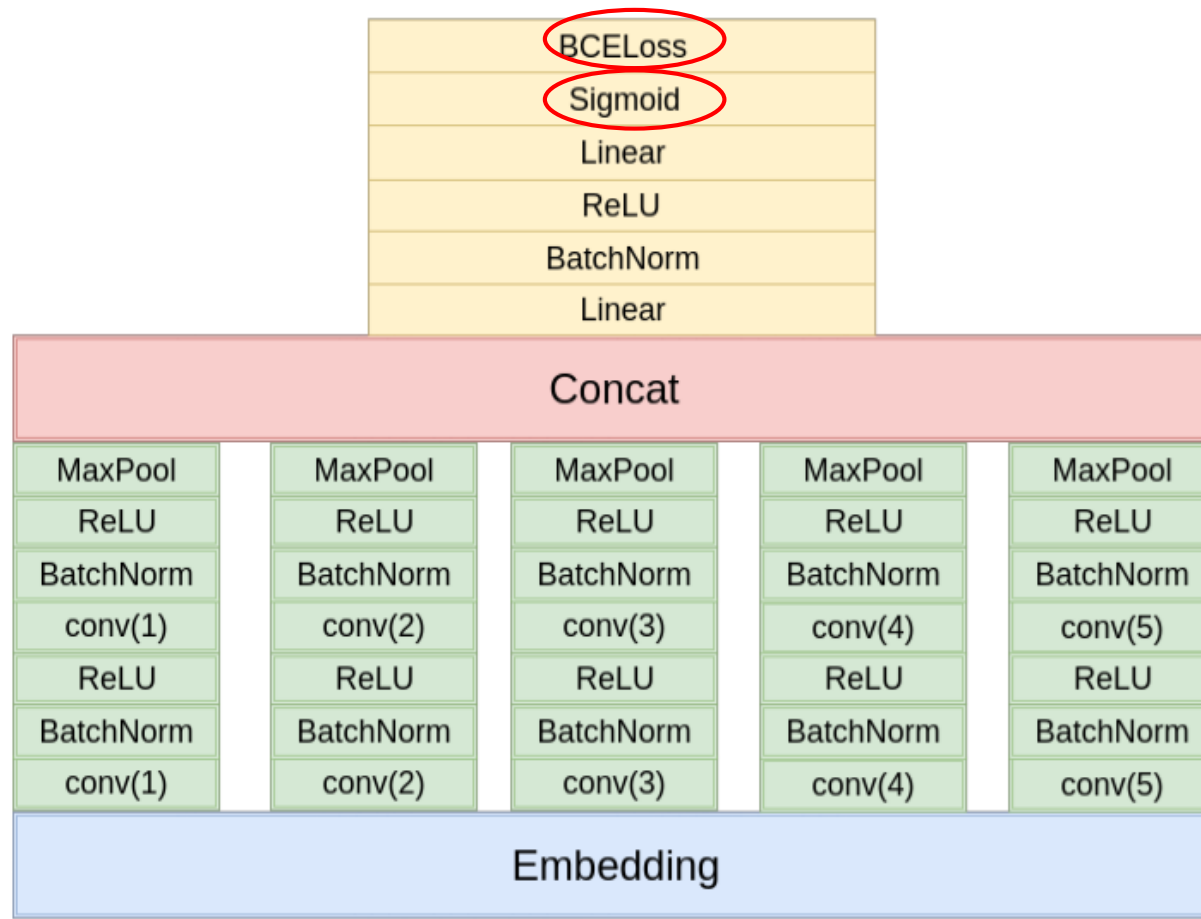 BCELoss
Sigmoid
Linear
ReLU
BatchNorm
Linear
Concat
MaxPool MaxPool MaxPool MaxPool MaxPool
ReLU ReLU ReLU ReLU ReLU
BatchNorm BatchNorm BatchNorm BatchNorm BatchNorm
conv(1) conv(2) conv(3) conv(4) conv(5)
ReLU ReLU ReLU ReLU ReLU
BatchNorm BatchNorm BatchNorm BatchNorm BatchNorm
conv(1) conv(2) conv(3) conv(4) conv(5)
Embedding